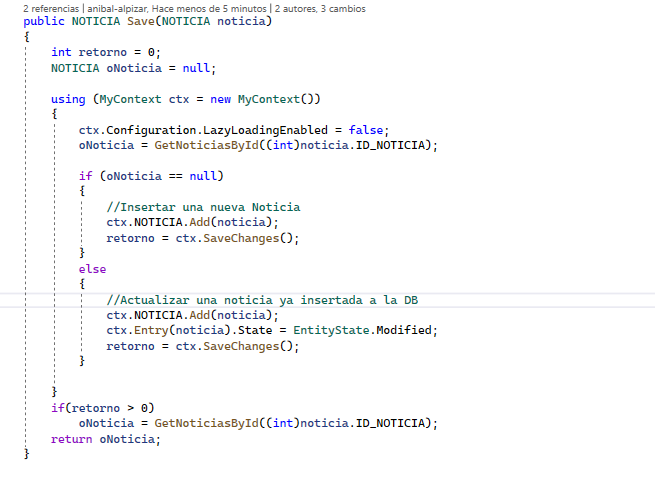 2 referencias | anibal-alpizar, Hace menos de 5 minutos | 2 autores, 3 cambios
public NOTICIA Save(NOTICIA noticia)
{
int retorno = 0;
NOTICIA oNoticia = null;
using (MyContext ctx = new MyContext())
{
ctx.Configuration.LazyLoadingEnabled = false;
oNoticia = GetNoticiasById((int)noticia.ID_NOTICIA);
if (oNoticia == null)
{
//Insertar una nueva Noticia
ctx.NOTICIA.Add(noticia);
retorno = ctx.SaveChanges();
}
else
{
//Actualizar una noticia ya insertada a la DB
ctx.NOTICIA.Add(noticia);
ctx.Entry(noticia).State = EntityState.Modified;
retorno = ctx.SaveChanges();
}
}
if(retorno > 0)
oNoticia = GetNoticiasById((int)noticia.ID_NOTICIA);
return oNoticia;
}